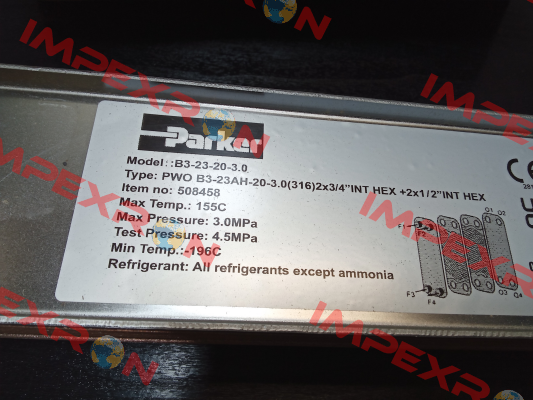 IMPEXRON
Parker
Model::B3-23-20-3.0
Type: PWO B3-23AH-20-3.0(316)2x3/4"INT HEX +2x1/2"INT HEX
Item no: 508458
Max Temp.: 155C
Max Pressure: 3.0MPa
Test Pressure: 4.5MPa
Min Temp.:-196C
Refrigerant: All refrigerants except ammonia
CE
F1
Q1 Q2
F3
F4
Q3 Q4
IMPEXRON
IMPEXRON
IMPEXRON